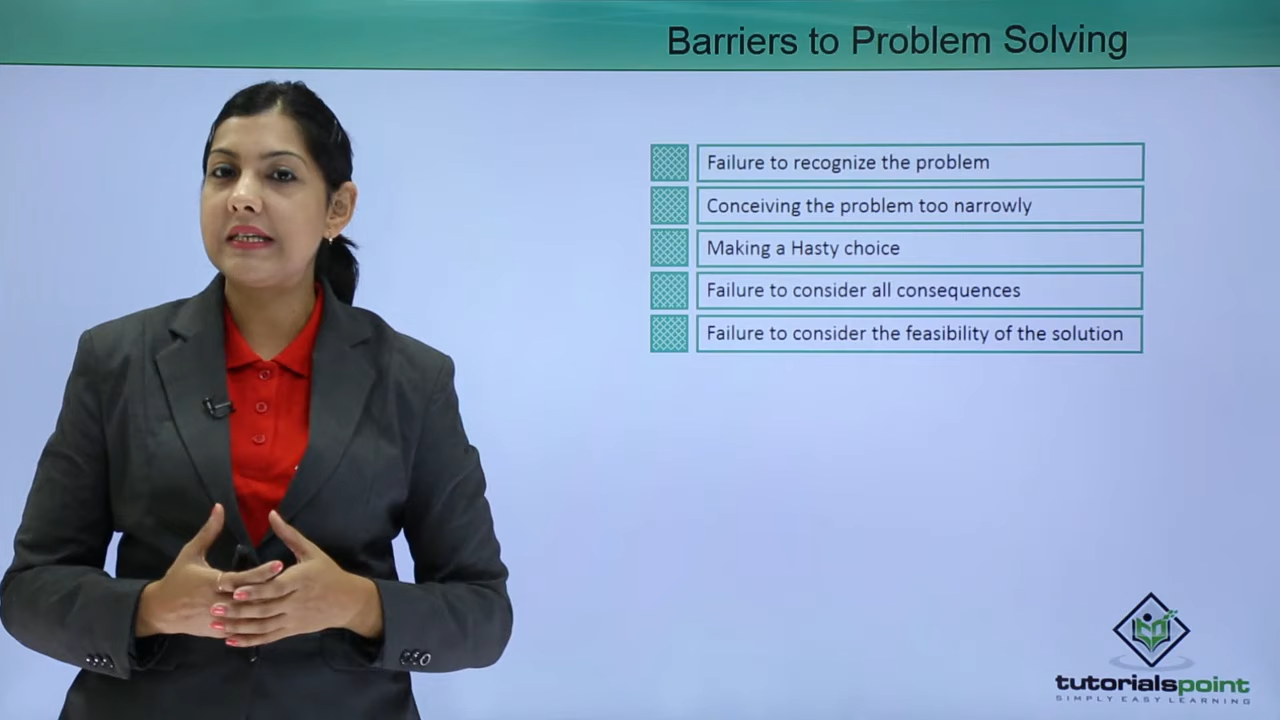 Barriers to Problem Solving
Failure to recognize the problem
Conceiving the problem too narrowly
Making a Hasty choice
Failure to consider all consequences
Failure to consider the feasibility of the solution
tutorialspoint
SIMPLY EASY LEARNING